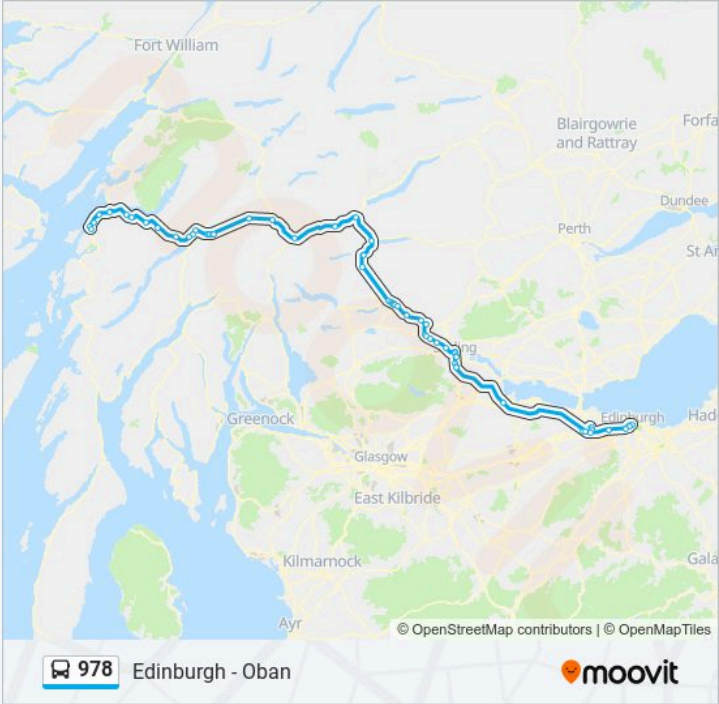 Fort William
Blairgowrie
and Rattray
Forfa
Dundee
Perth
St A
ing
Edinburgh
Had
Greenock
Glasgow
East Kilbride
Kilmarnock
Gala
Ayr
© OpenStreetMap contributors | © OpenMapTiles
978 Edinburgh - Oban
moovit